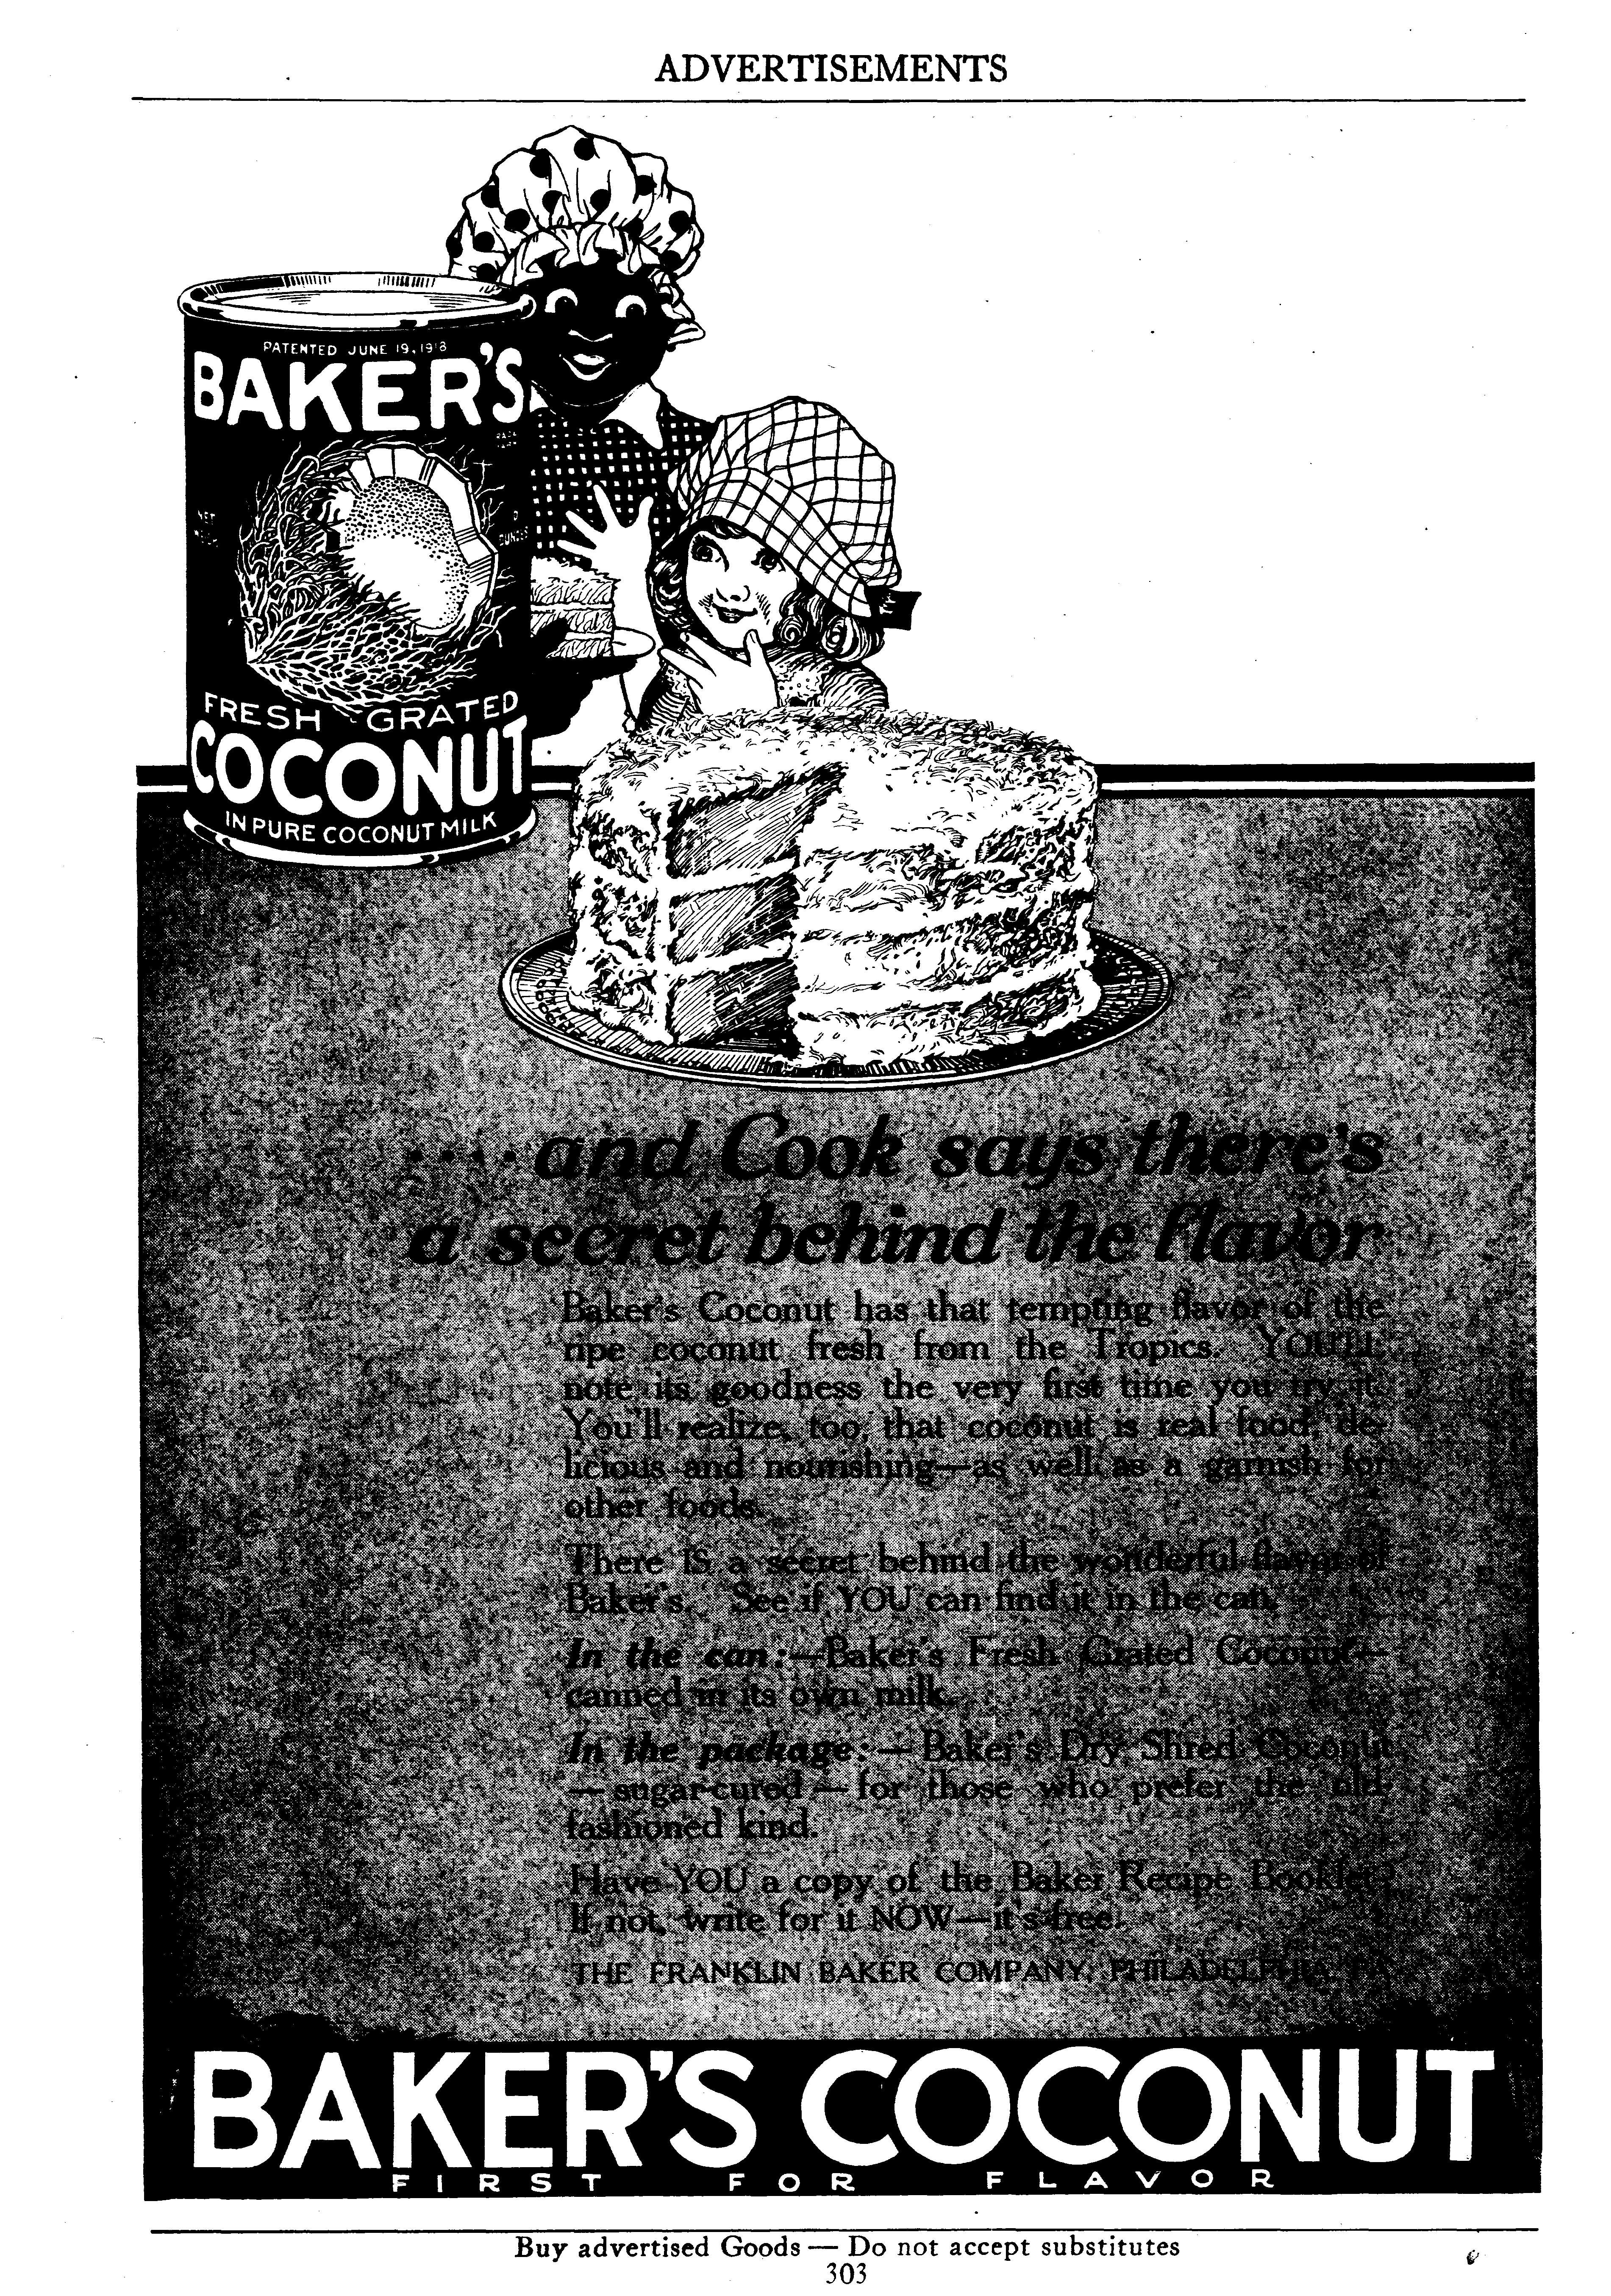 ADVERTISEMENTS
PATENTED JUNE 19, 1918
BAKER'S
NET
FRESH GRATED
COCONUT
IN PURE COCONUT MILK
.... and Cook says there's
a secret behind the flavor
Baker's Coconut has that tempting flavor of the
ripe coconut fresh from the Tropics. YOU'LL
note its goodness the very first time you try it.
You'll realize, too, that coconut is real food, de-
licious and nourishing—as well as a garnish for
other foods.
There IS a secret behind the wonderful flavor of
Baker's. See if YOU can find it in the can.
In the can:—Baker's Fresh Grated Coconut—
canned in its own milk.
In the package:—Baker's Dry Shred Coconut
—sugar-cured—for those who prefer the old-
fashioned kind.
Have YOU a copy of the Baker Recipe Booklet?
If not, write for it NOW—it's free!
THE FRANKLIN BAKER COMPANY, PHILADELPHIA
BAKER'S COCONUT
FIRST FOR FLAVOR
Buy advertised Goods — Do not accept substitutes
303